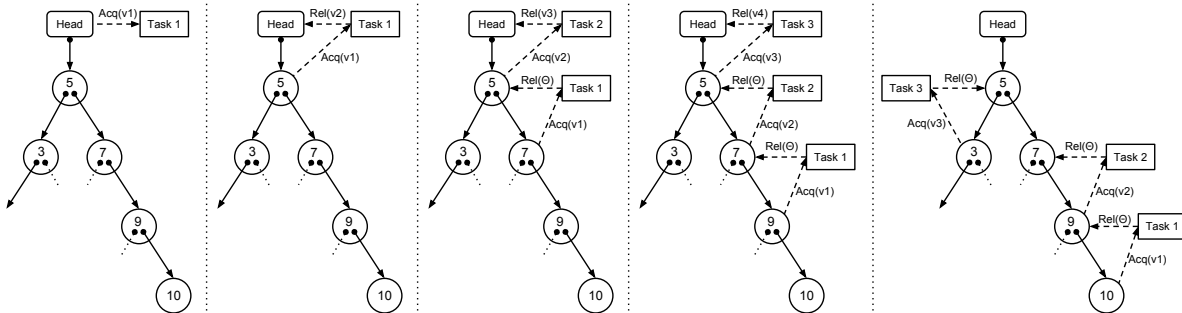 Head Acq(v1) Task 1
5
3 7
9
10
Head Rel(v2) Task 1
Acq(v1)
5
3 7
9
10
Head Rel(v3) Task 2
Acq(v2)
5 Rel(Θ) Task 1
Acq(v1)
3 7
9
10
Head Rel(v4) Task 3
Acq(v3)
5 Rel(Θ) Task 2
Acq(v2)
3 7 Rel(Θ) Task 1
Acq(v1)
9
10
Head
Task 3 Rel(Θ) 5
Acq(v3)
3 7 Rel(Θ) Task 2
Acq(v2)
9 Rel(Θ) Task 1
Acq(v1)
10